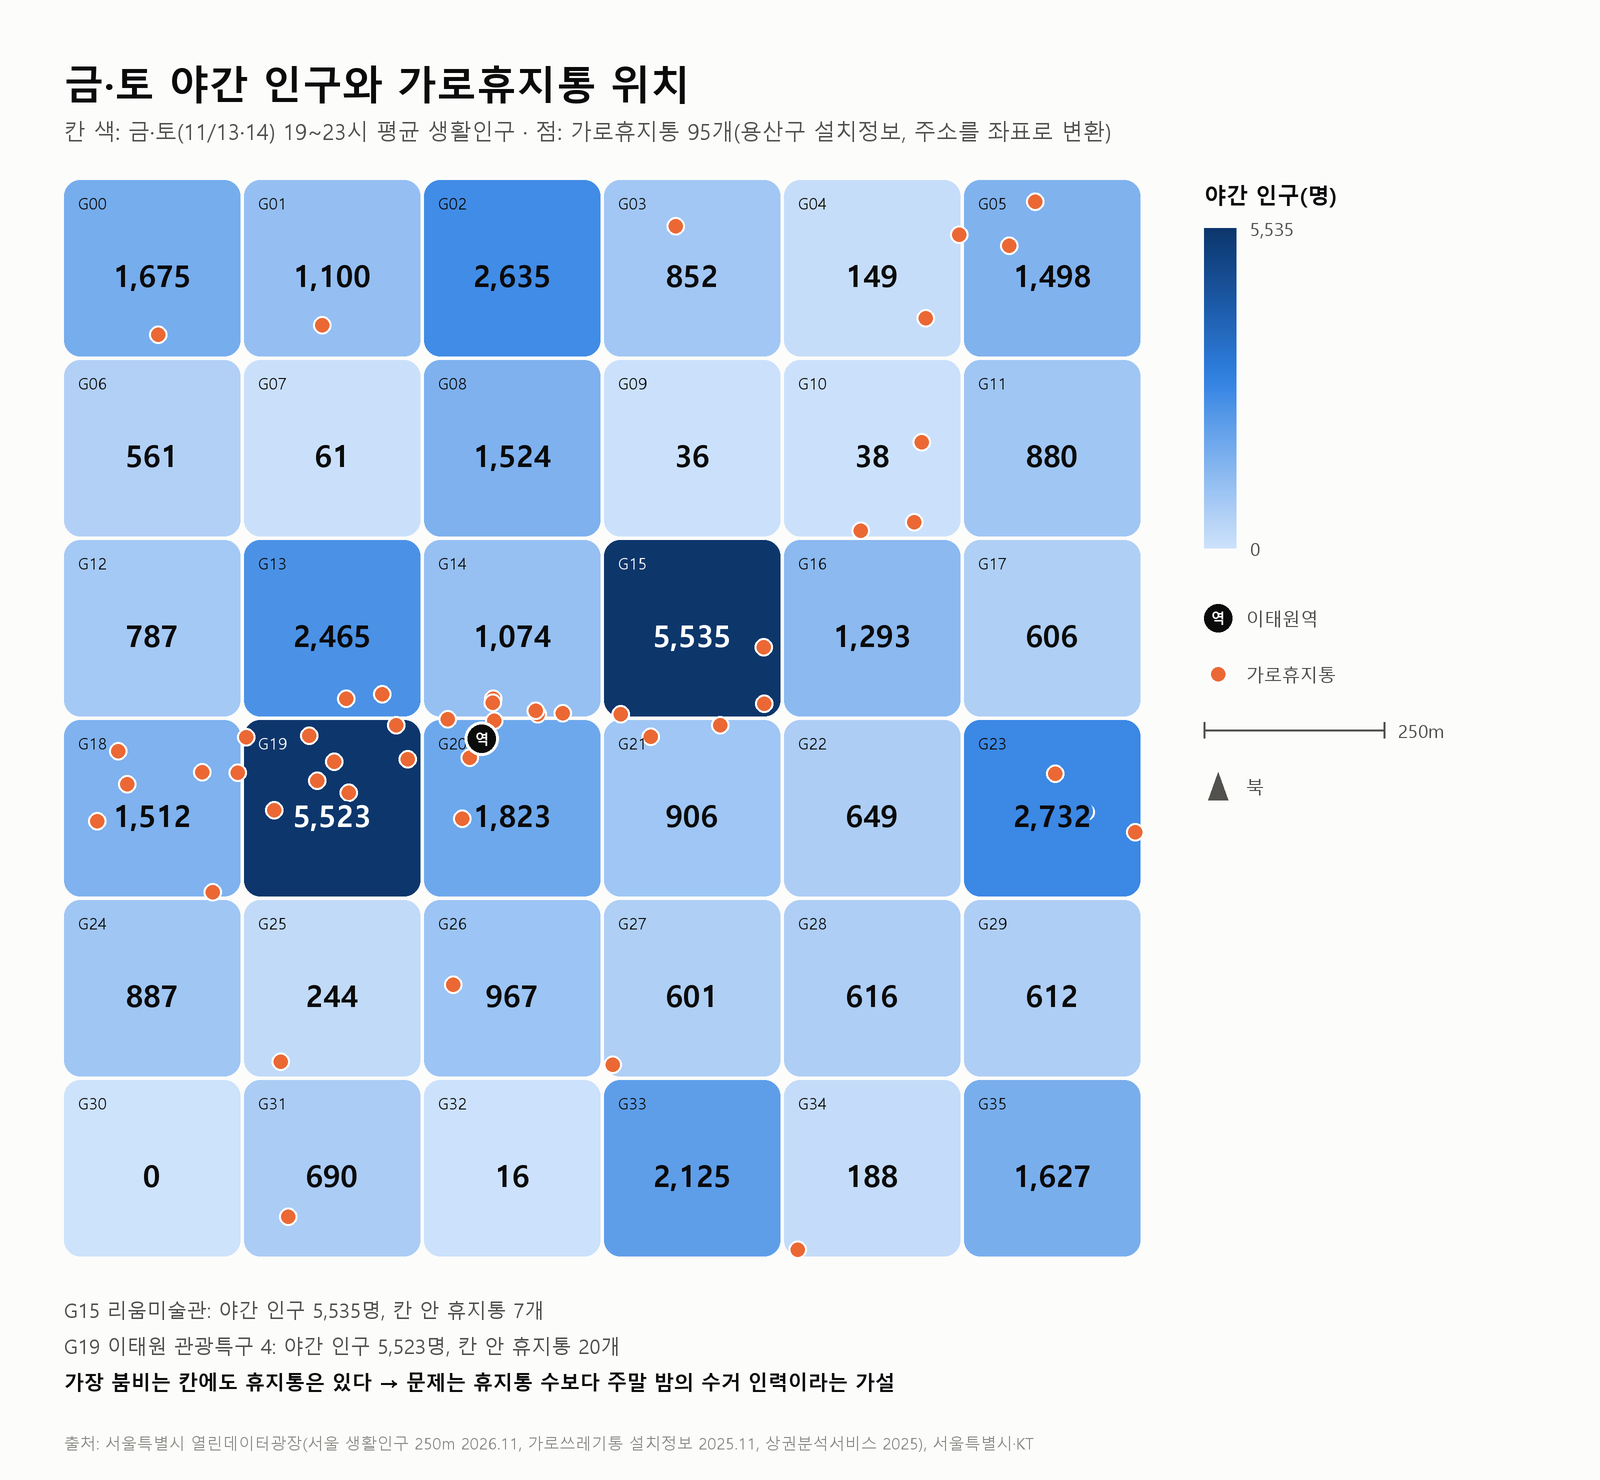 금·토 야간 인구와 가로휴지통 위치
칸 색: 금·토(11/13·14) 19~23시 평균 생활인구 · 점: 가로휴지통 95개(용산구 설치정보, 주소를 좌표로 변환)
G00 G01 G02 G03 G04 G05
1,675 1,100 2,635 852 149 1,498
G06 G07 G08 G09 G10 G11
561 61 1,524 36 38 880
G12 G13 G14 G15 G16 G17
787 2,465 1,074 5,535 1,293 606
G18 G19 G20 역 G21 G22 G23
1,512 5,523 1,823 906 649 2,732
G24 G25 G26 G27 G28 G29
887 244 967 601 616 612
G30 G31 G32 G33 G34 G35
0 690 16 2,125 188 1,627
야간 인구(명)
5,535
0
역 이태원역
가로휴지통
250m
북
G15 리움미술관: 야간 인구 5,535명, 칸 안 휴지통 7개
G19 이태원 관광특구 4: 야간 인구 5,523명, 칸 안 휴지통 20개
가장 붐비는 칸에도 휴지통은 있다 → 문제는 휴지통 수보다 주말 밤의 수거 인력이라는 가설
출처: 서울특별시 열린데이터광장(서울 생활인구 250m 2026.11, 가로쓰레기통 설치정보 2025.11, 상권분석서비스 2025), 서울특별시·KT